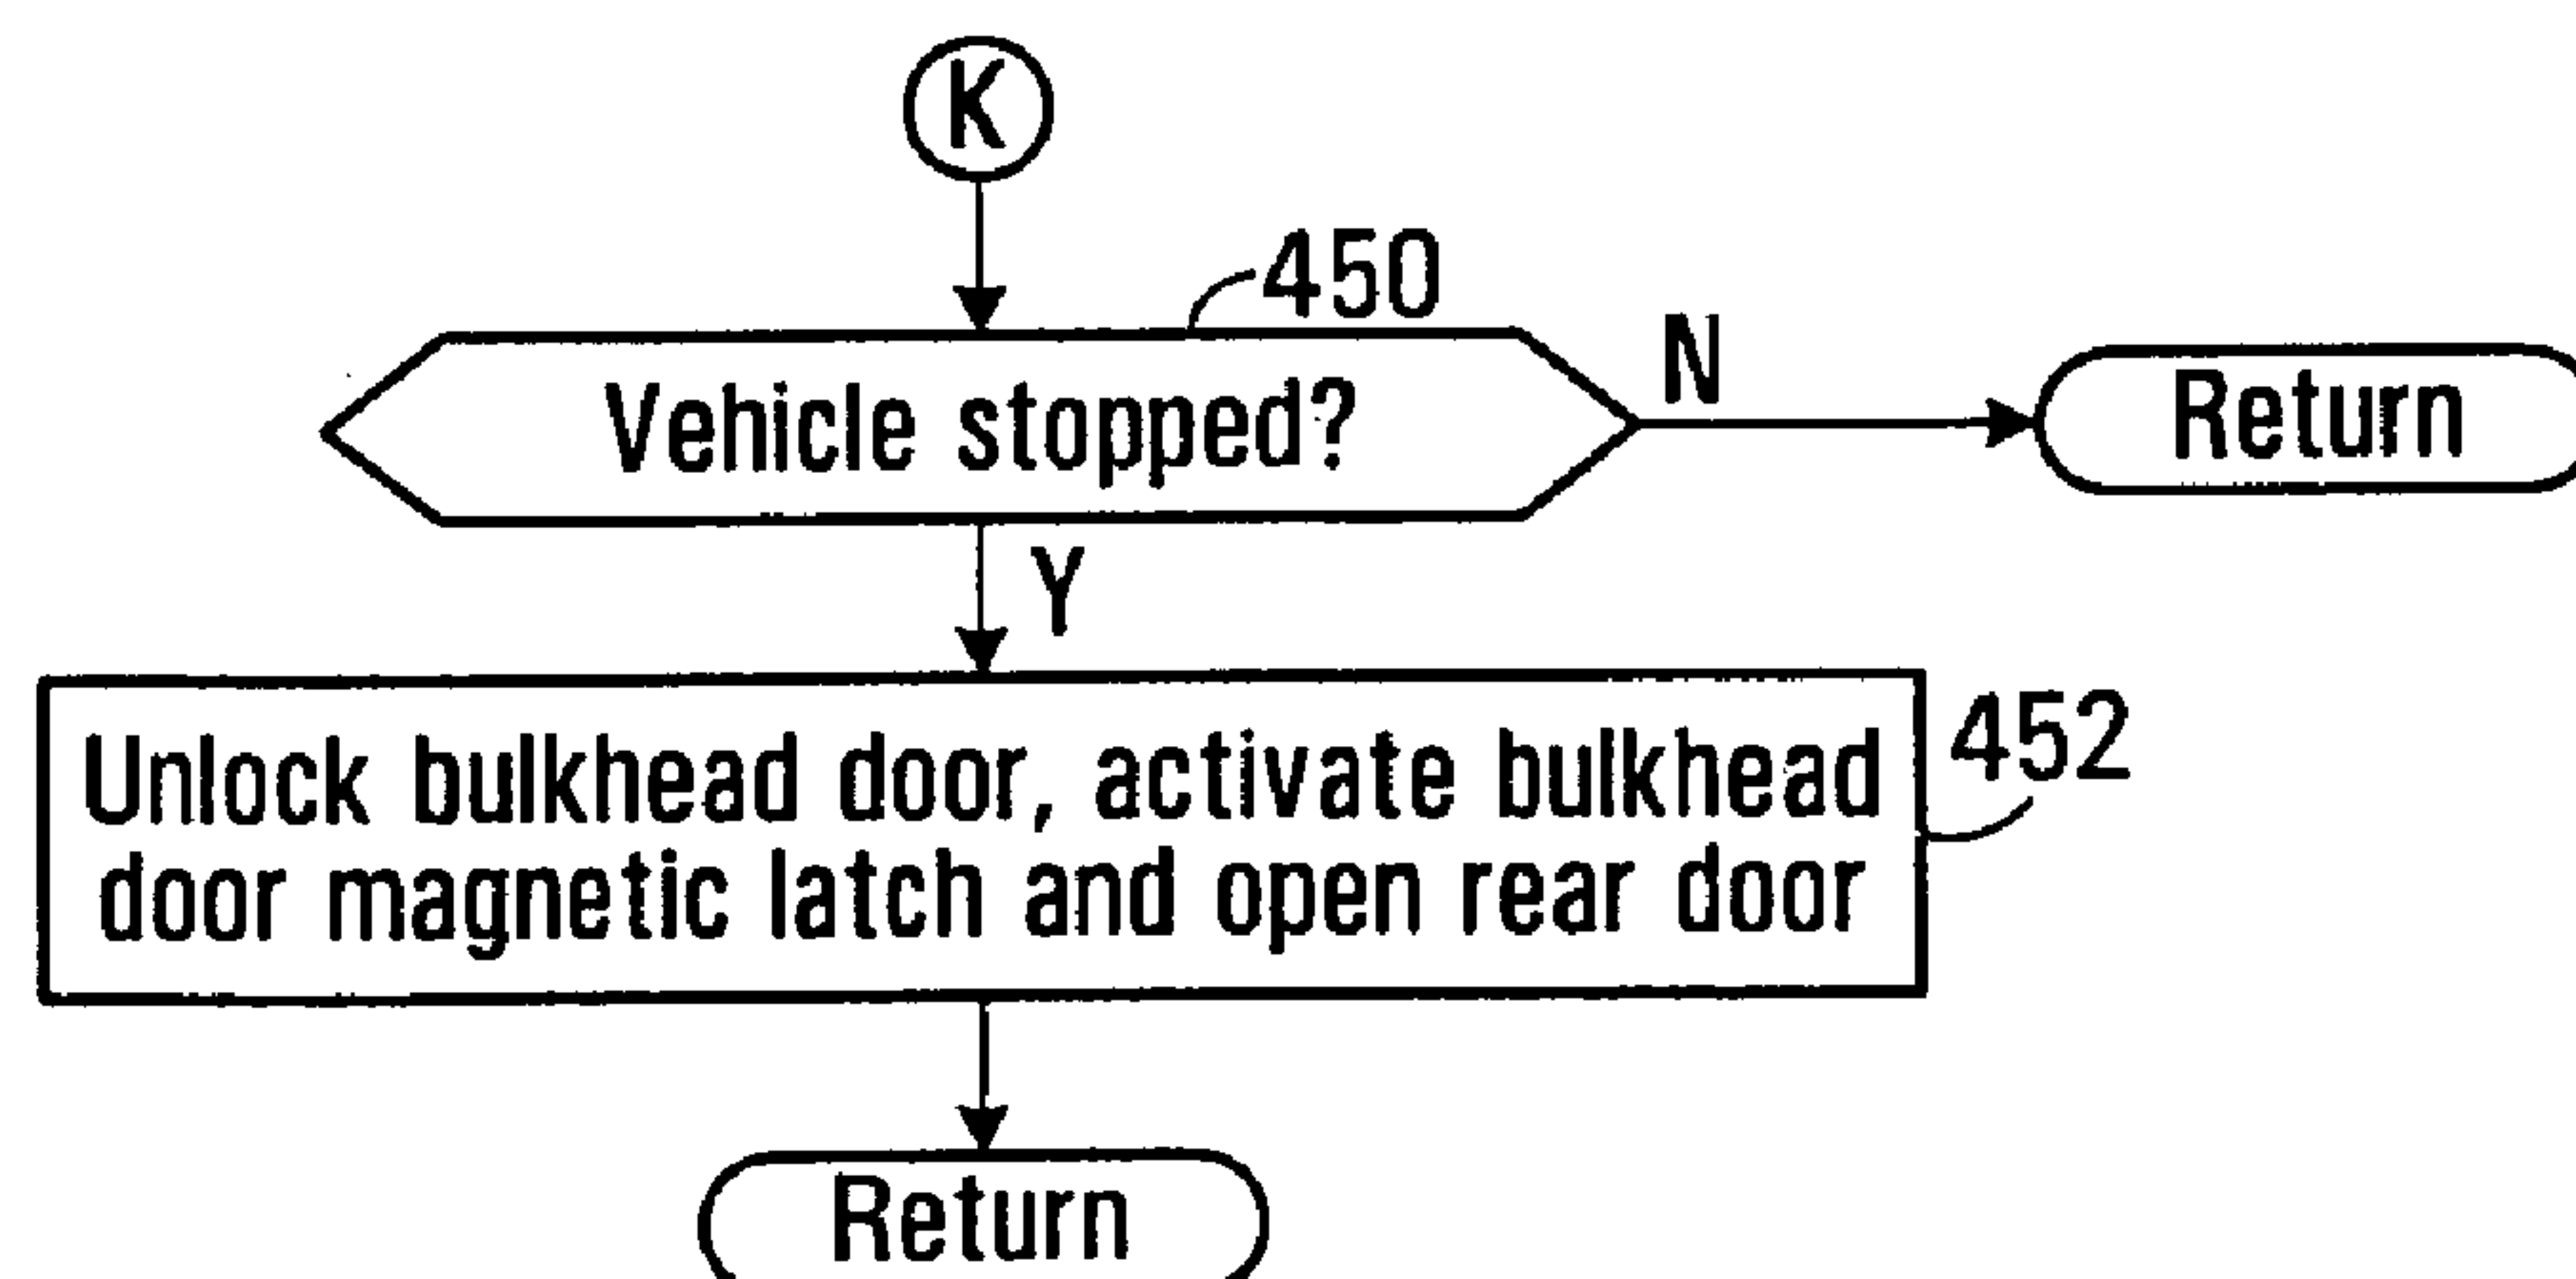 K
450
Vehicle stopped?
N
Return
Y
Unlock bulkhead door, activate bulkhead
door magnetic latch and open rear door
452
Return